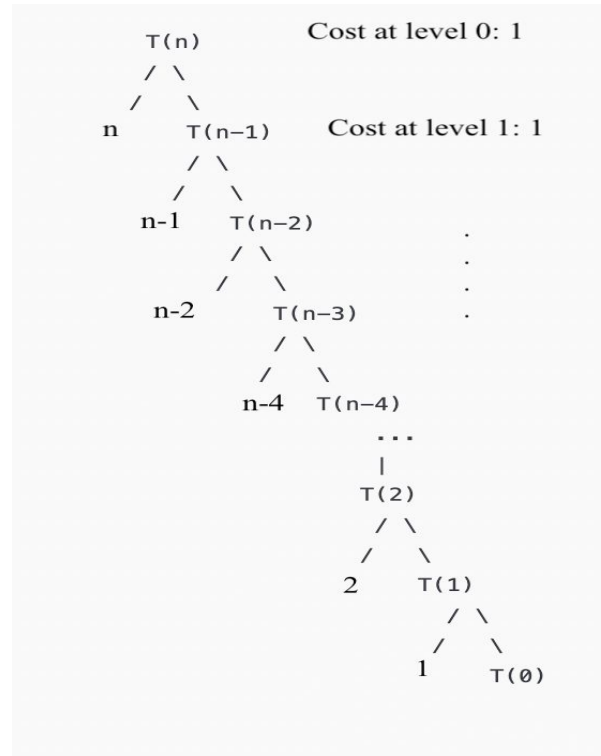 T(n) Cost at level 0: 1
/ \
/ \
n T(n−1) Cost at level 1: 1
/ \
/ \
n-1 T(n−2)
/ \
/ \
n-2 T(n−3)
/ \
/ \
n-4 T(n−4)
...
|
T(2)
/ \
/ \
2 T(1)
/ \
/ \
1 T(0)